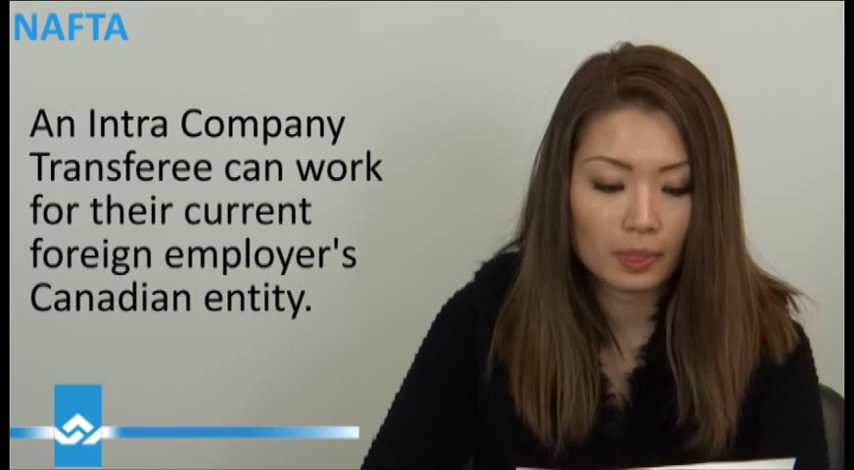 NAFTA
An Intra Company
Transferee can work
for their current
foreign employer's
Canadian entity.